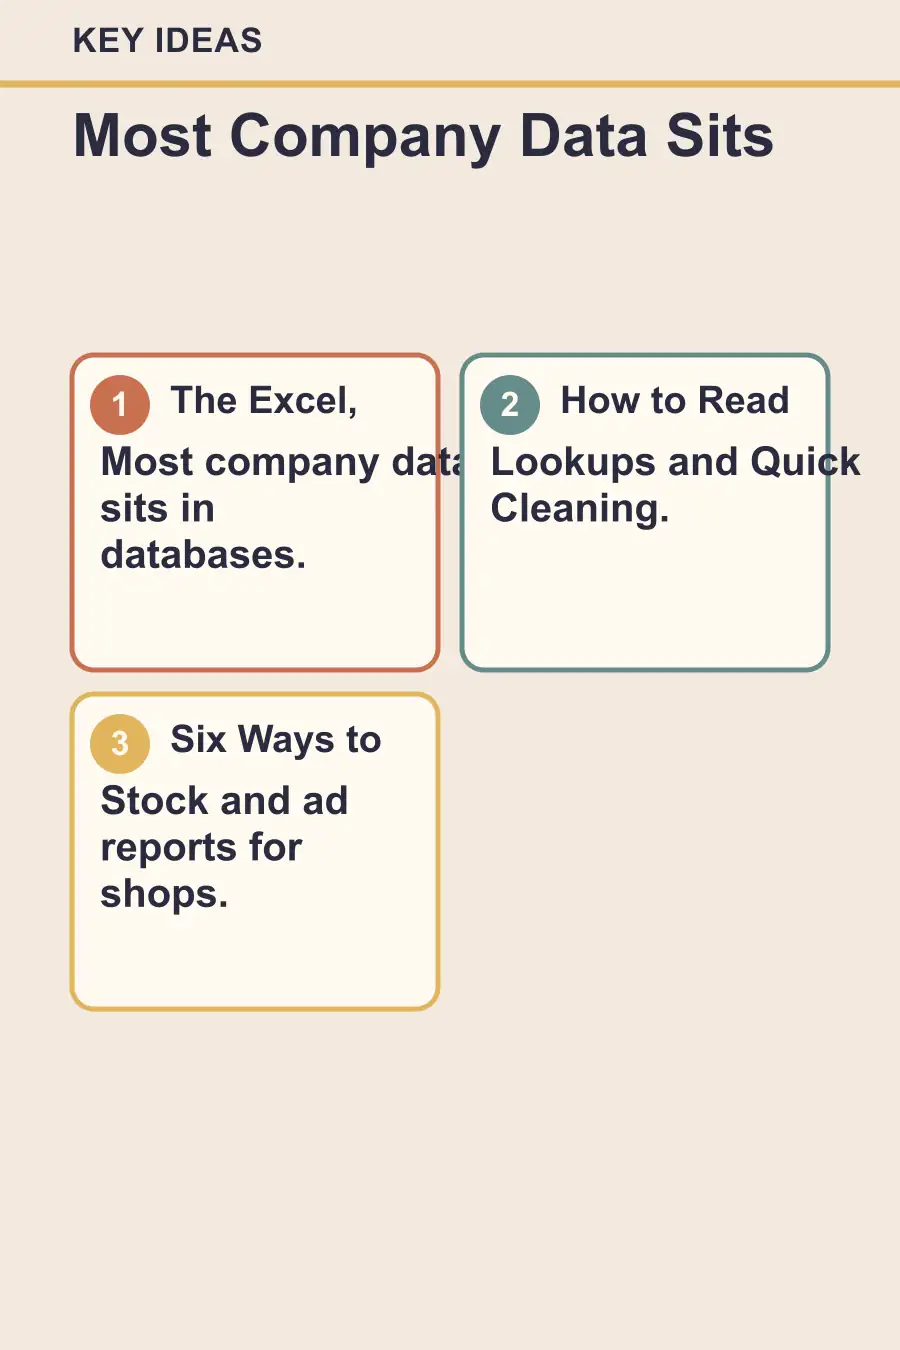 KEY IDEAS
Most Company Data Sits
1 The Excel,
Most company data
sits in
databases.
2 How to Read
Lookups and Quick
Cleaning.
3 Six Ways to
Stock and ad
reports for
shops.